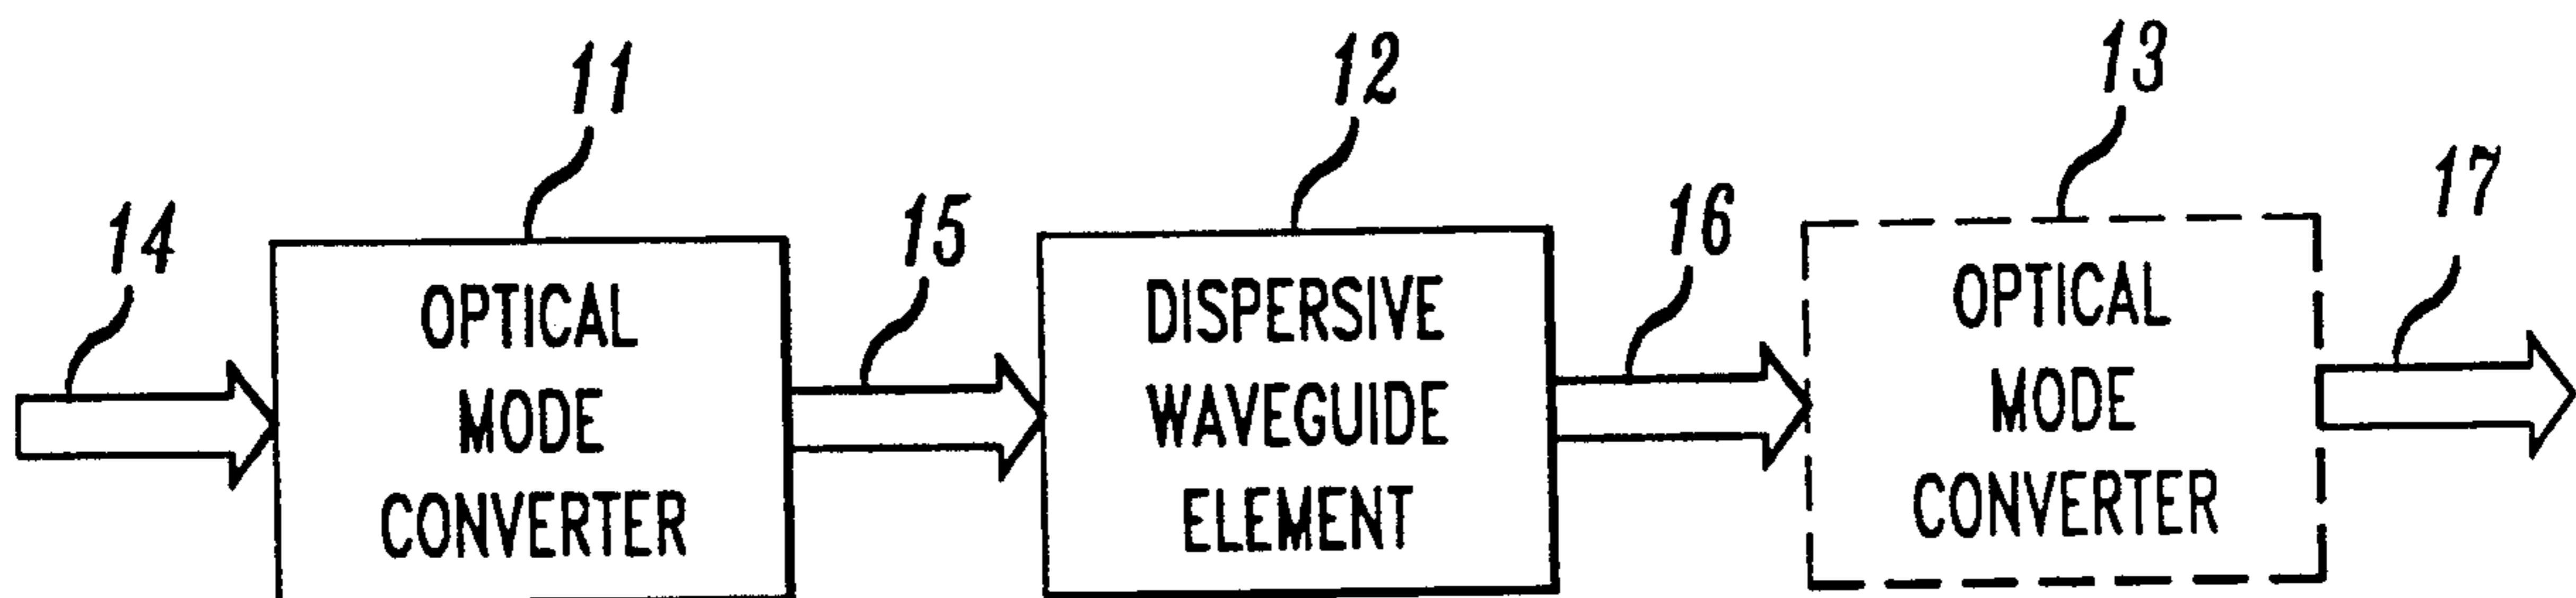 11
12
13
14
15
16
17
OPTICAL
MODE
CONVERTER
DISPERSIVE
WAVEGUIDE
ELEMENT
OPTICAL
MODE
CONVERTER